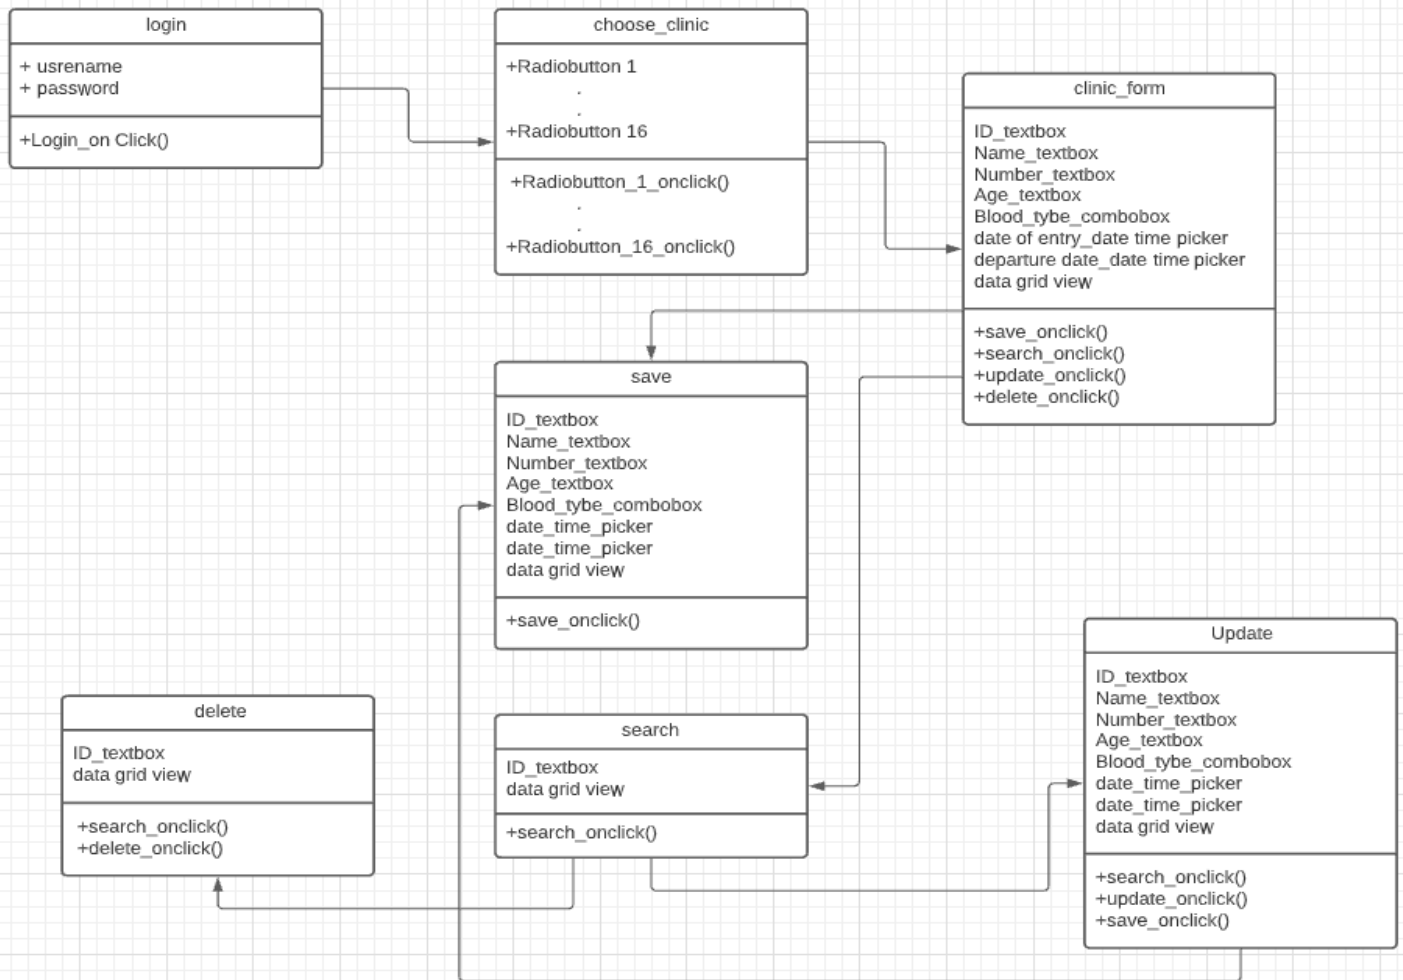 login
+ usrename
+ password
+Login_on Click()
choose_clinic
+Radiobutton 1
.
.
+Radiobutton 16
+Radiobutton_1_onclick()
.
.
+Radiobutton_16_onclick()
clinic_form
ID_textbox
Name_textbox
Number_textbox
Age_textbox
Blood_tybe_combobox
date of entry_date time picker
departure date_date time picker
data grid view
+save_onclick()
+search_onclick()
+update_onclick()
+delete_onclick()
save
ID_textbox
Name_textbox
Number_textbox
Age_textbox
Blood_tybe_combobox
date_time_picker
date_time_picker
data grid view
+save_onclick()
delete
ID_textbox
data grid view
+search_onclick()
+delete_onclick()
search
ID_textbox
data grid view
+search_onclick()
Update
ID_textbox
Name_textbox
Number_textbox
Age_textbox
Blood_tybe_combobox
date_time_picker
date_time_picker
data grid view
+search_onclick()
+update_onclick()
+save_onclick()